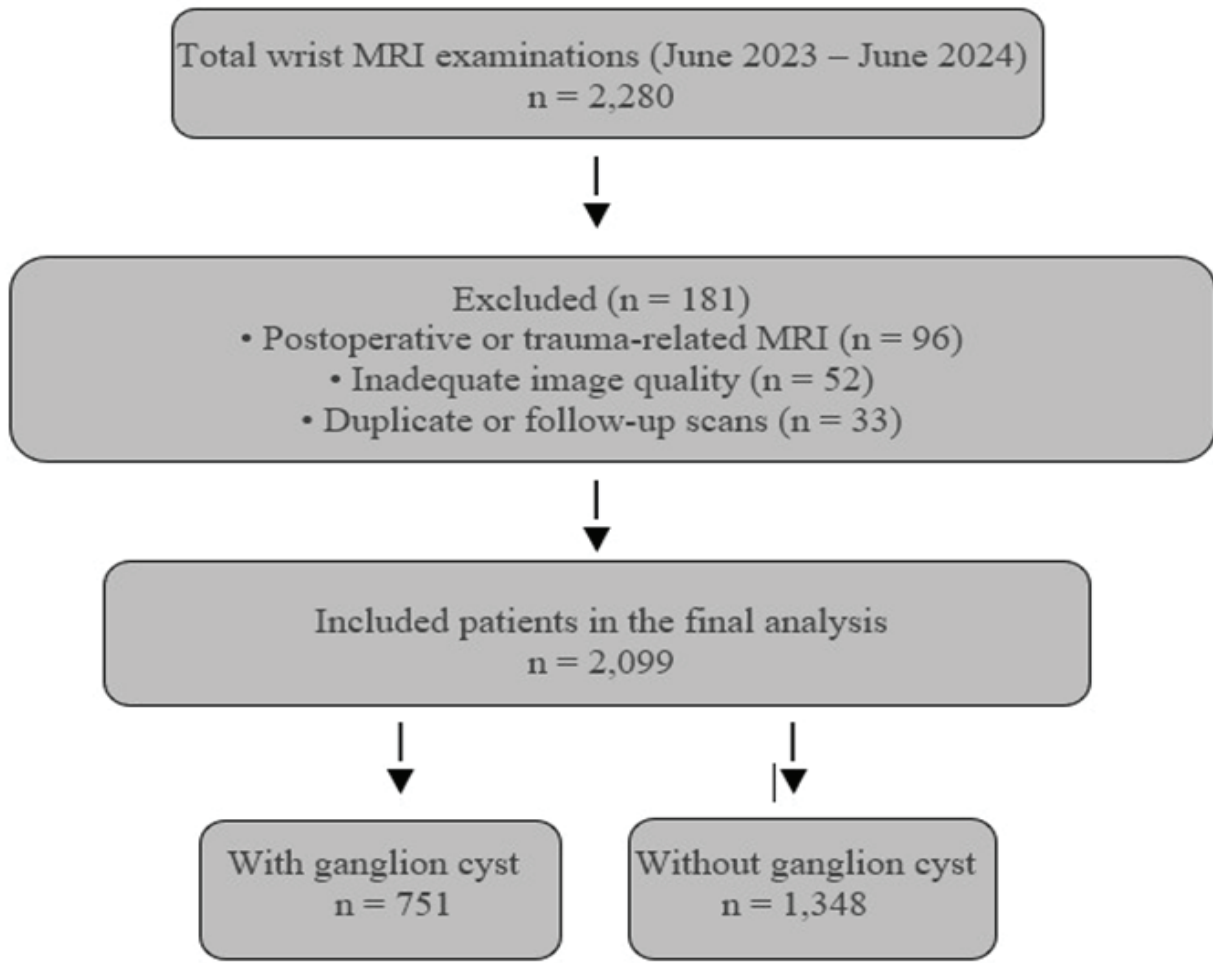 Total wrist MRI examinations (June 2023 – June 2024)
n = 2,280
Excluded (n = 181)
• Postoperative or trauma-related MRI (n = 96)
• Inadequate image quality (n = 52)
• Duplicate or follow-up scans (n = 33)
Included patients in the final analysis
n = 2,099
With ganglion cyst
n = 751
Without ganglion cyst
n = 1,348